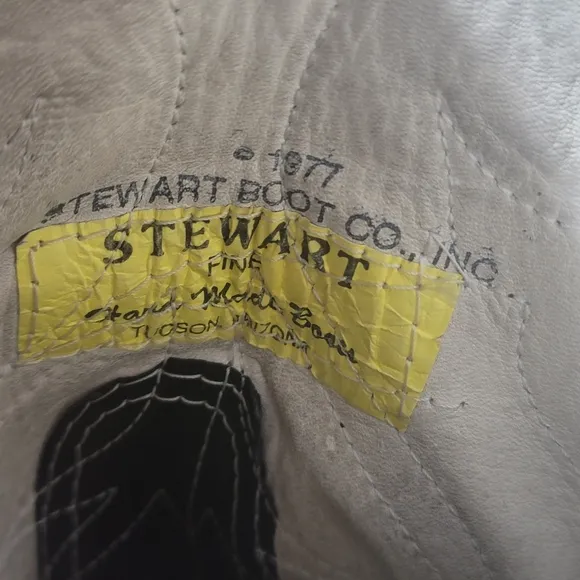 © 1977
STEWART BOOT CO., INC.
STEWART
FINE
Hand Made Boots
TUCSON, ARIZONA